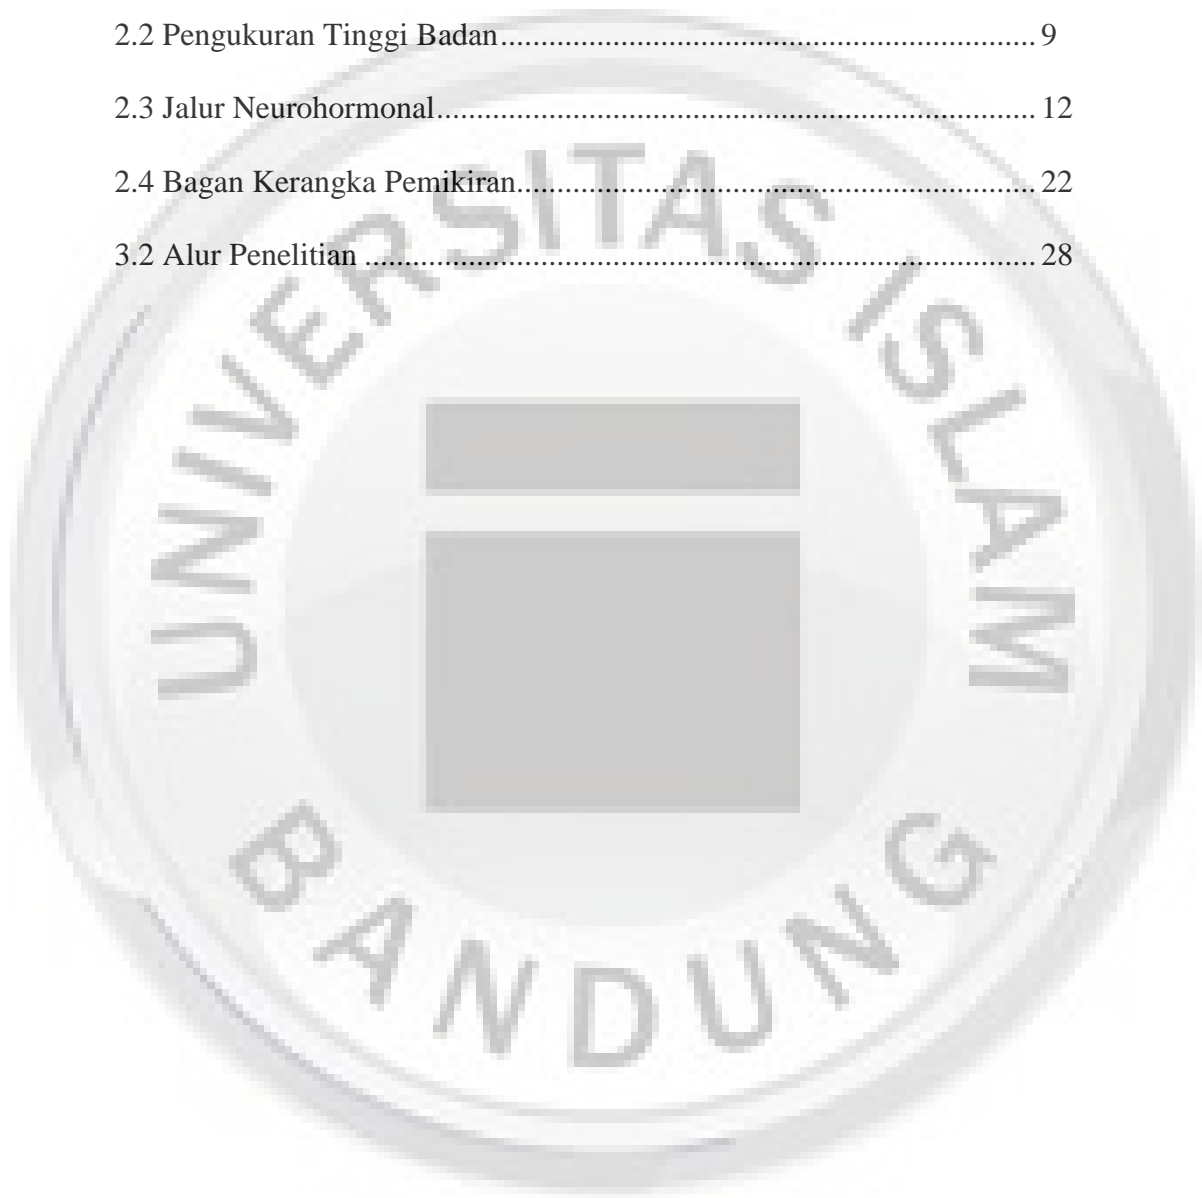 2.2 Pengukuran Tinggi Badan.................................................................. 9
2.3 Jalur Neurohormonal.......................................................................... 12
2.4 Bagan Kerangka Pemikiran................................................................ 22
3.2 Alur Penelitian ................................................................................... 28
UNIVERSITAS ISLAM
BANDUNG